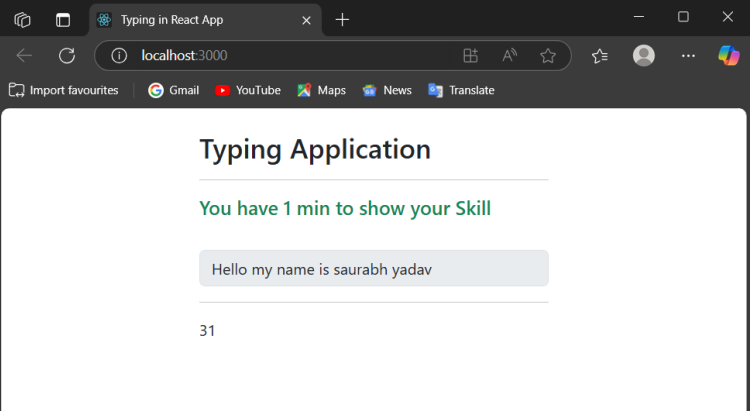 Typing in React App
localhost:3000
Import favourites Gmail YouTube Maps News Translate
Typing Application
You have 1 min to show your Skill
Hello my name is saurabh yadav
31